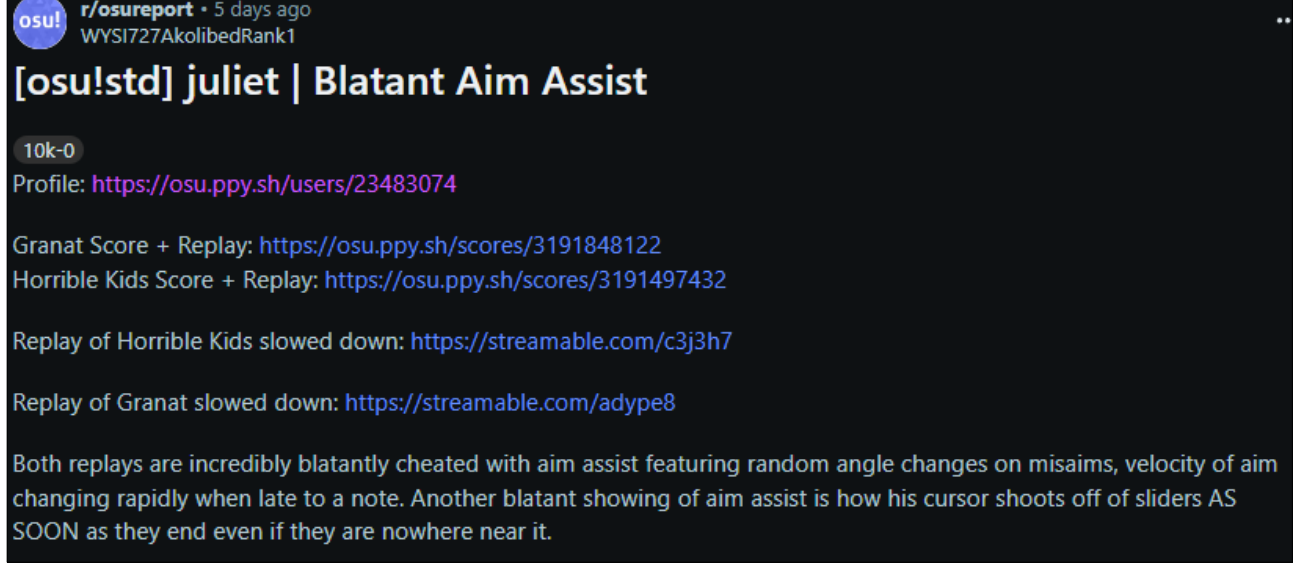 osu!
r/osureport • 5 days ago
WYSI727AkolibedRank1
[osu!std] juliet | Blatant Aim Assist
10k-0
Profile: https://osu.ppy.sh/users/23483074
Granat Score + Replay: https://osu.ppy.sh/scores/3191848122
Horrible Kids Score + Replay: https://osu.ppy.sh/scores/3191497432
Replay of Horrible Kids slowed down: https://streamable.com/c3j3h7
Replay of Granat slowed down: https://streamable.com/adype8
Both replays are incredibly blatantly cheated with aim assist featuring random angle changes on misaims, velocity of aim
changing rapidly when late to a note. Another blatant showing of aim assist is how his cursor shoots off of sliders AS
SOON as they end even if they are nowhere near it.